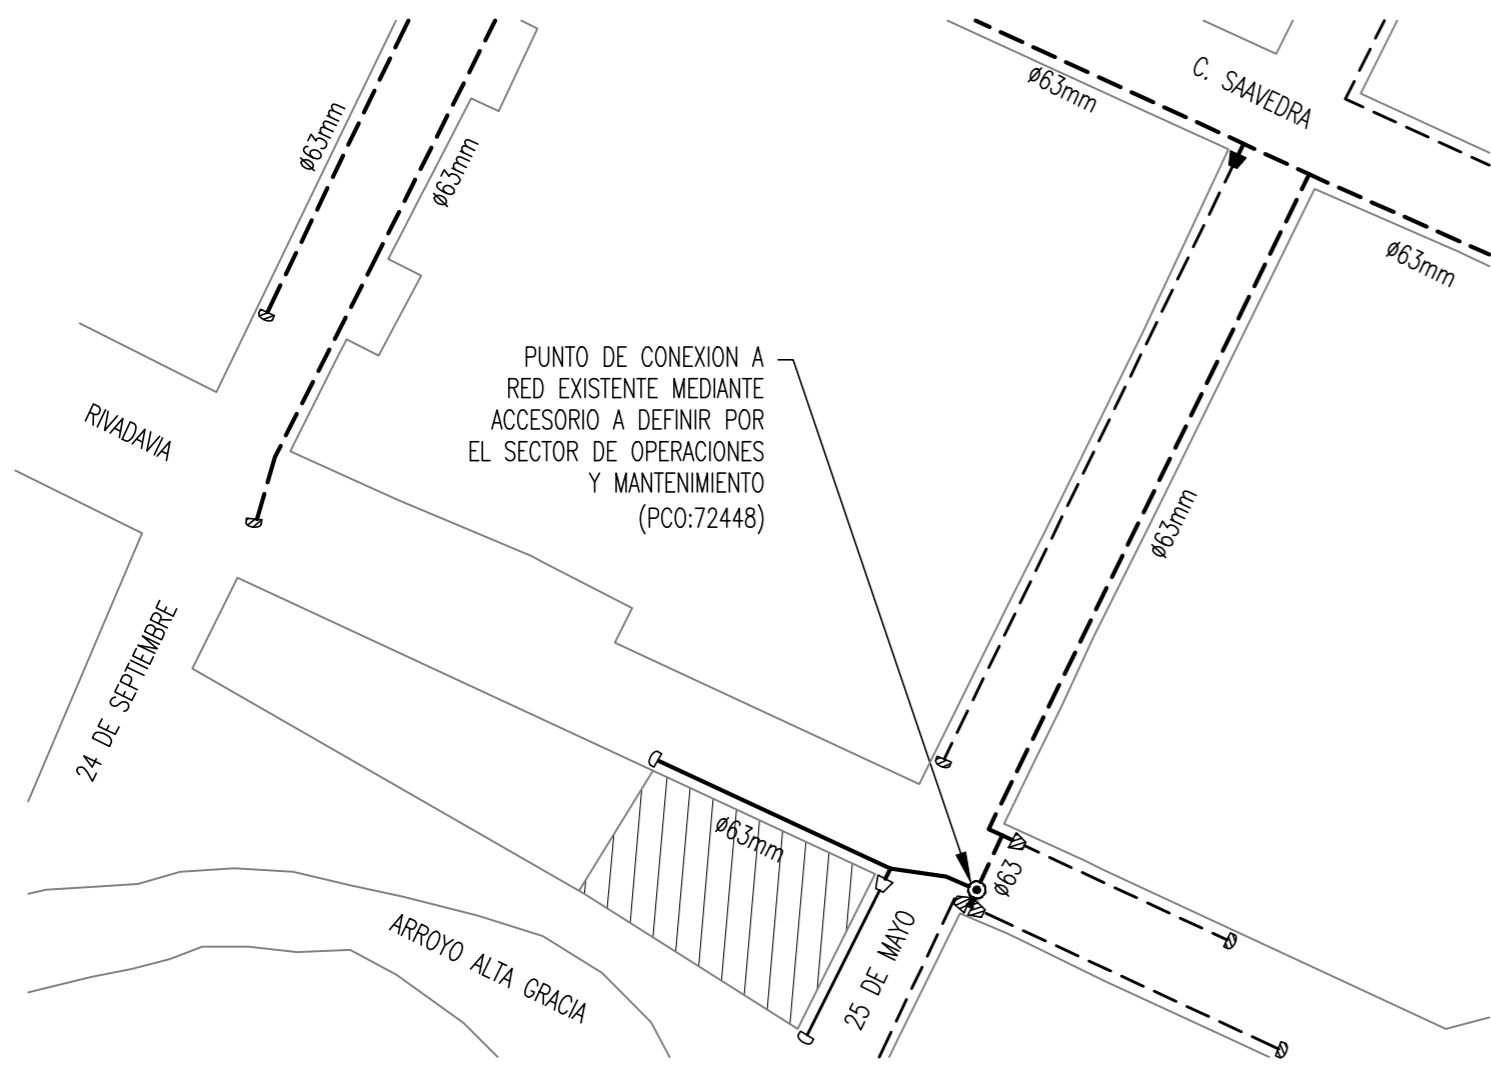 ø63mm
ø63mm
ø63mm
C. SAAVEDRA
ø63mm
RIVADAVIA
PUNTO DE CONEXION A
RED EXISTENTE MEDIANTE
ACCESORIO A DEFINIR POR
EL SECTOR DE OPERACIONES
Y MANTENIMIENTO
(PCO:72448)
ø63mm
24 DE SEPTIEMBRE
ø63mm
ø63
ARROYO ALTA GRACIA
25 DE MAYO